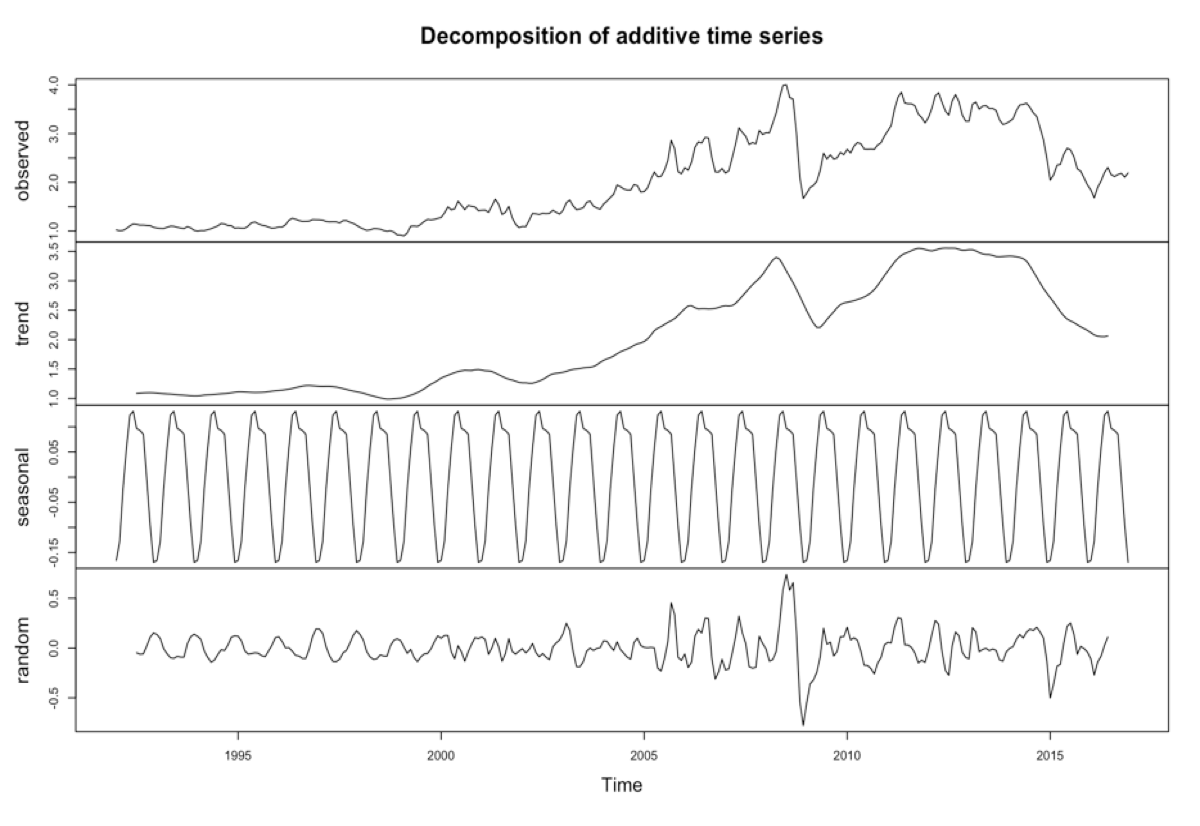 Decomposition of additive time series
observed
1.0 2.0 3.0 4.0
trend
1.0 1.5 2.0 2.5 3.0 3.5
seasonal
-0.15 -0.05 0.05
random
-0.5 0.0 0.5
1995 2000 2005 2010 2015
Time